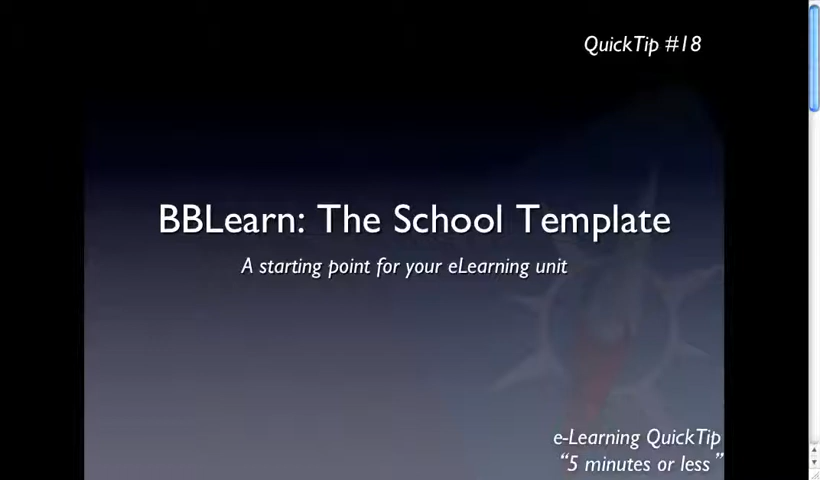 QuickTip #18
BBLearn: The School Template
A starting point for your eLearning unit
e-Learning QuickTip
“5 minutes or less”